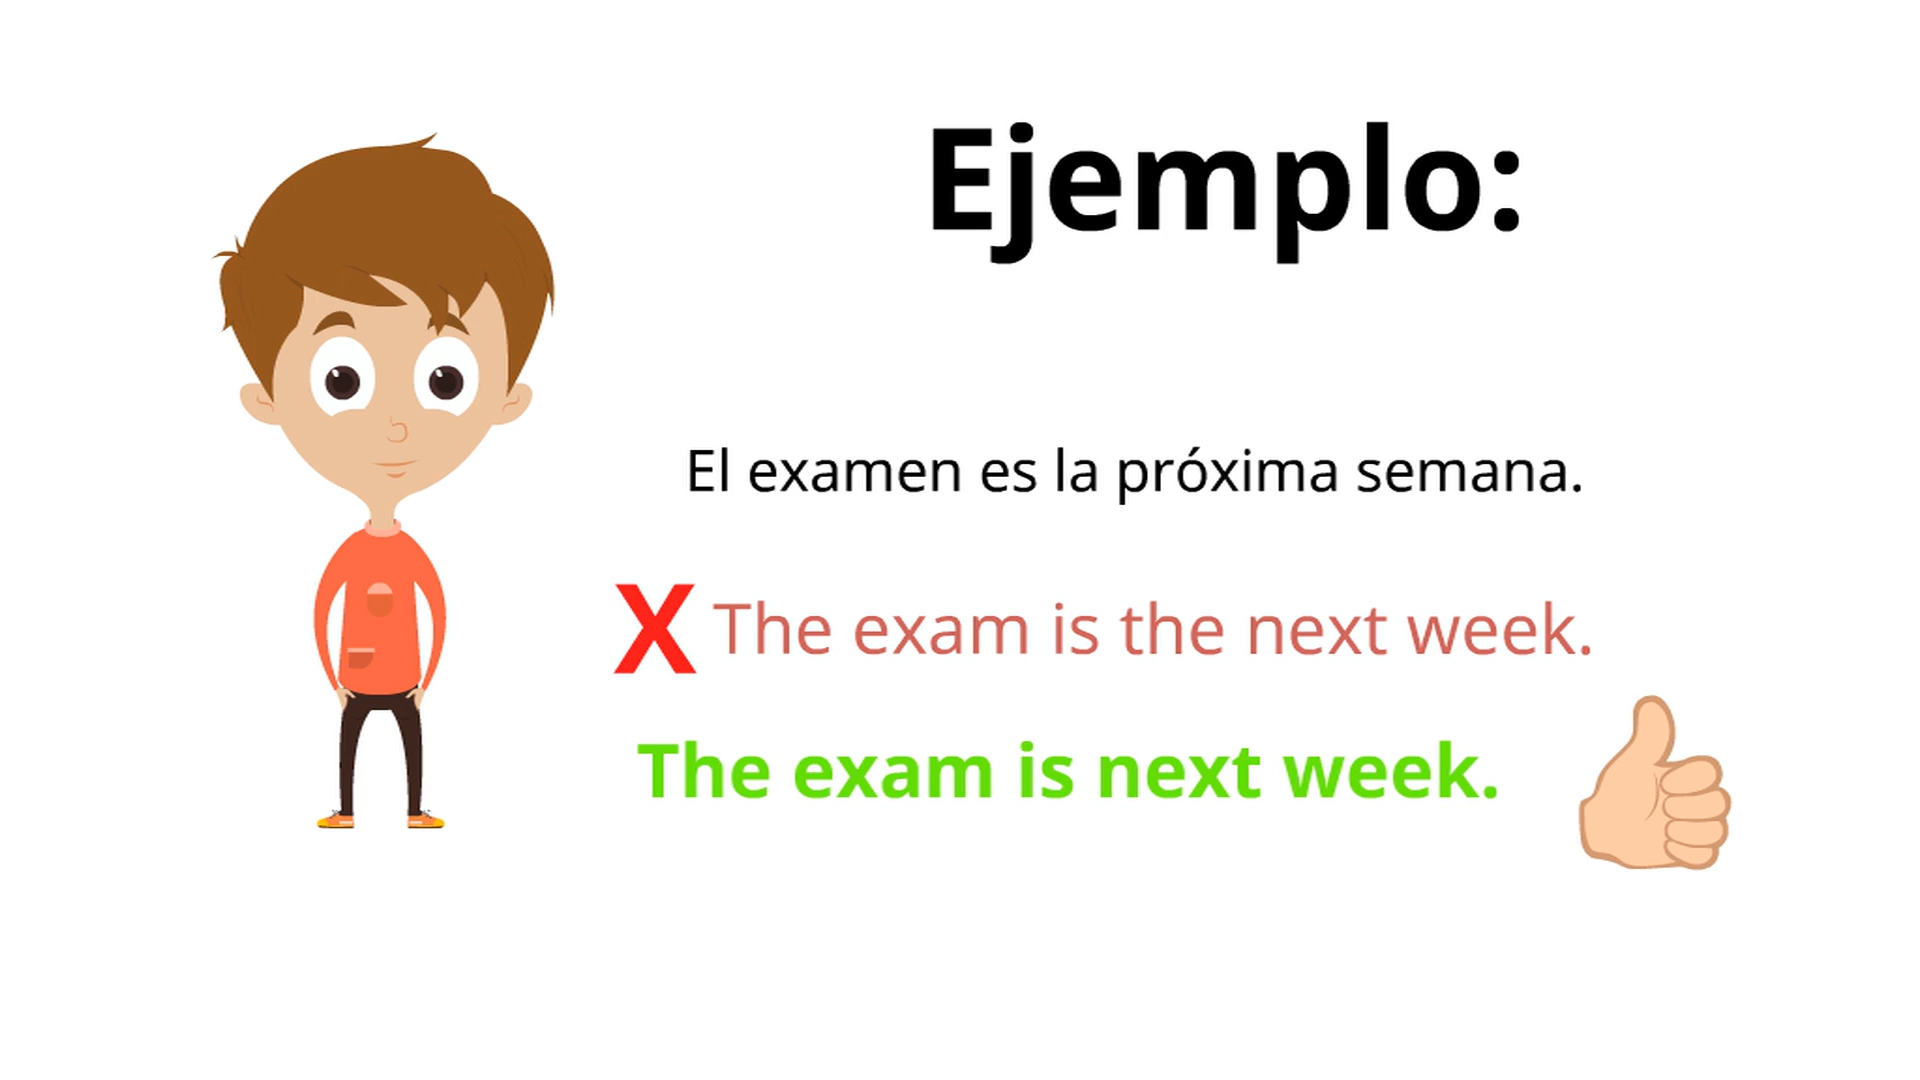 Ejemplo:
El examen es la próxima semana.
X The exam is the next week.
The exam is next week.